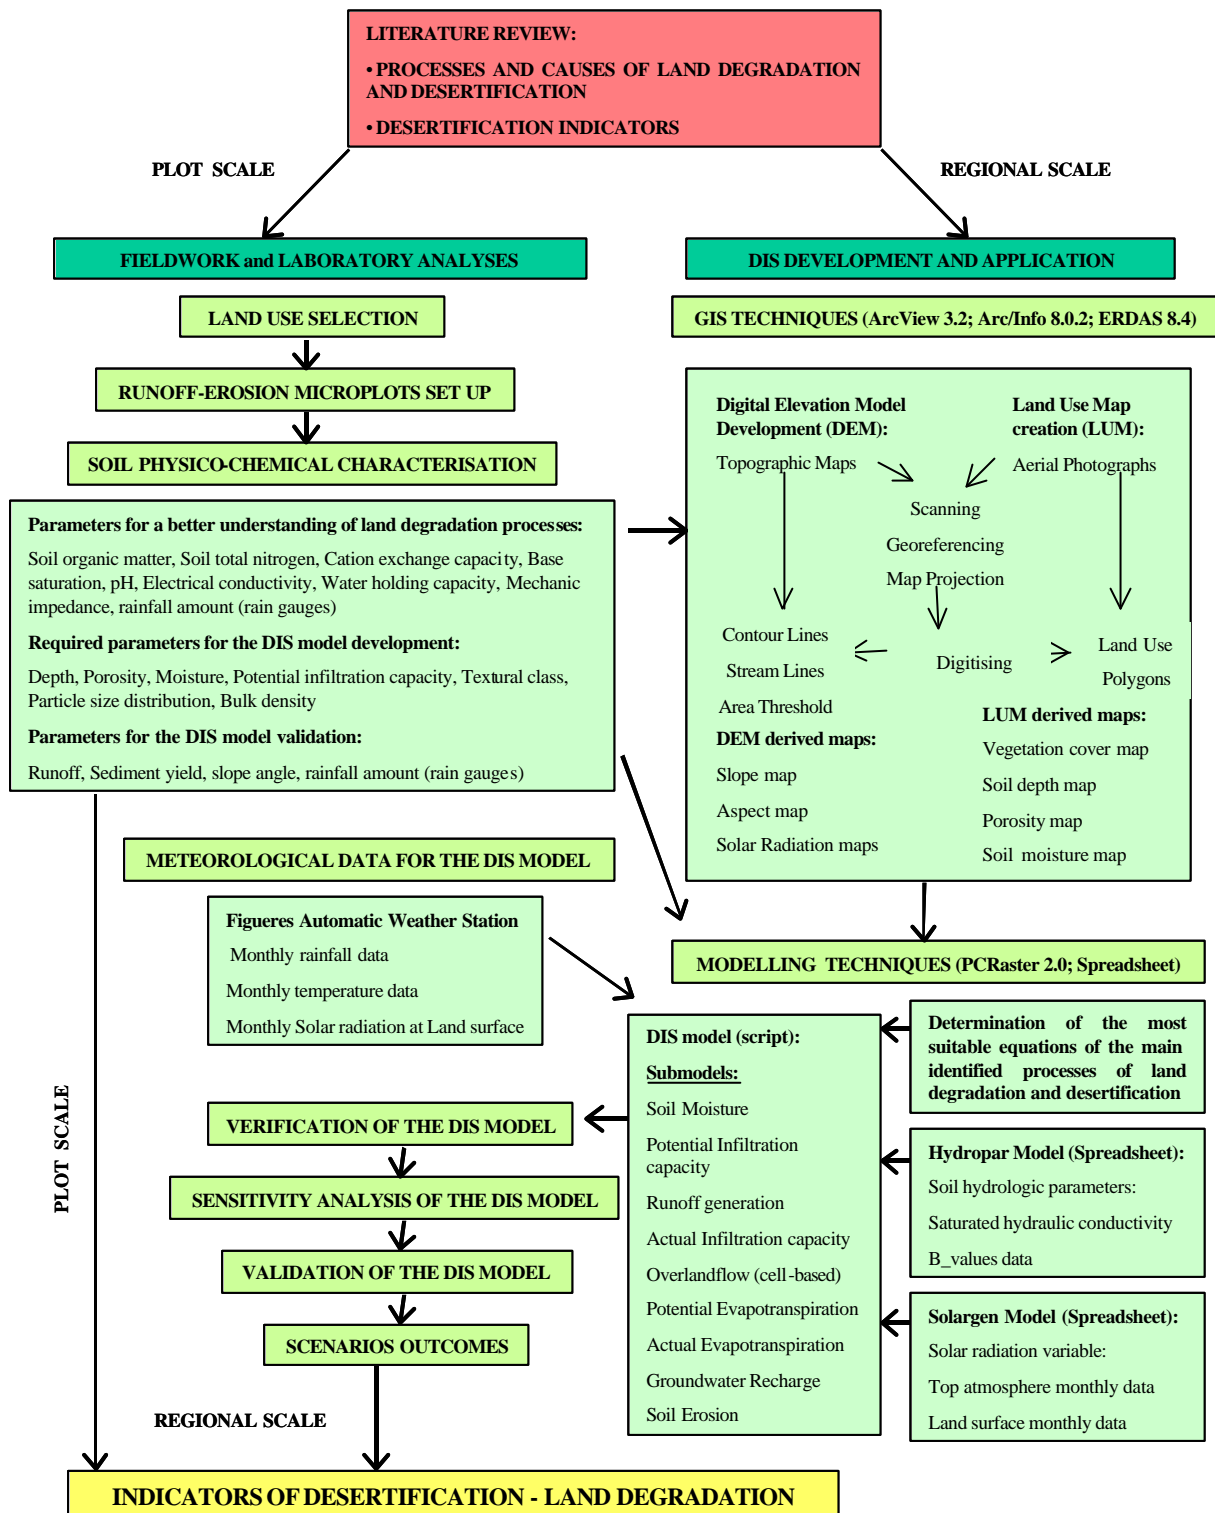 LITERATURE REVIEW:
• PROCESSES AND CAUSES OF LAND DEGRADATION
AND DESERTIFICATION
• DESERTIFICATION INDICATORS
PLOT SCALE
REGIONAL SCALE
FIELDWORK and LABORATORY ANALYSES
DIS DEVELOPMENT AND APPLICATION
LAND USE SELECTION
GIS TECHNIQUES (ArcView 3.2; Arc/Info 8.0.2; ERDAS 8.4)
RUNOFF-EROSION MICROPLOTS SET UP
SOIL PHYSICO-CHEMICAL CHARACTERISATION
Parameters for a better understanding of land degradation processes:
Soil organic matter, Soil total nitrogen, Cation exchange capacity, Base
saturation, pH, Electrical conductivity, Water holding capacity, Mechanic
impedance, rainfall amount (rain gauges)
Required parameters for the DIS model development:
Depth, Porosity, Moisture, Potential infiltration capacity, Textural class,
Particle size distribution, Bulk density
Parameters for the DIS model validation:
Runoff, Sediment yield, slope angle, rainfall amount (rain gauges)
Digital Elevation Model
Development (DEM):
Topographic Maps
Land Use Map
creation (LUM):
Aerial Photographs
Scanning
Georeferencing
Map Projection
Contour Lines
Stream Lines
Area Threshold
Digitising
Land Use
Polygons
DEM derived maps:
Slope map
Aspect map
Solar Radiation maps
LUM derived maps:
Vegetation cover map
Soil depth map
Porosity map
Soil moisture map
METEOROLOGICAL DATA FOR THE DIS MODEL
Figueres Automatic Weather Station
Monthly rainfall data
Monthly temperature data
Monthly Solar radiation at Land surface
MODELLING TECHNIQUES (PCRaster 2.0; Spreadsheet)
DIS model (script):
Submodels:
Soil Moisture
Potential Infiltration
capacity
Runoff generation
Actual Infiltration capacity
Overlandflow (cell-based)
Potential Evapotranspiration
Actual Evapotranspiration
Groundwater Recharge
Soil Erosion
Determination of the most
suitable equations of the main
identified processes of land
degradation and desertification
Hydropar Model (Spreadsheet):
Soil hydrologic parameters:
Saturated hydraulic conductivity
B_values data
Solargen Model (Spreadsheet):
Solar radiation variable:
Top atmosphere monthly data
Land surface monthly data
VERIFICATION OF THE DIS MODEL
SENSITIVITY ANALYSIS OF THE DIS MODEL
VALIDATION OF THE DIS MODEL
SCENARIOS OUTCOMES
PLOT SCALE
REGIONAL SCALE
INDICATORS OF DESERTIFICATION - LAND DEGRADATION